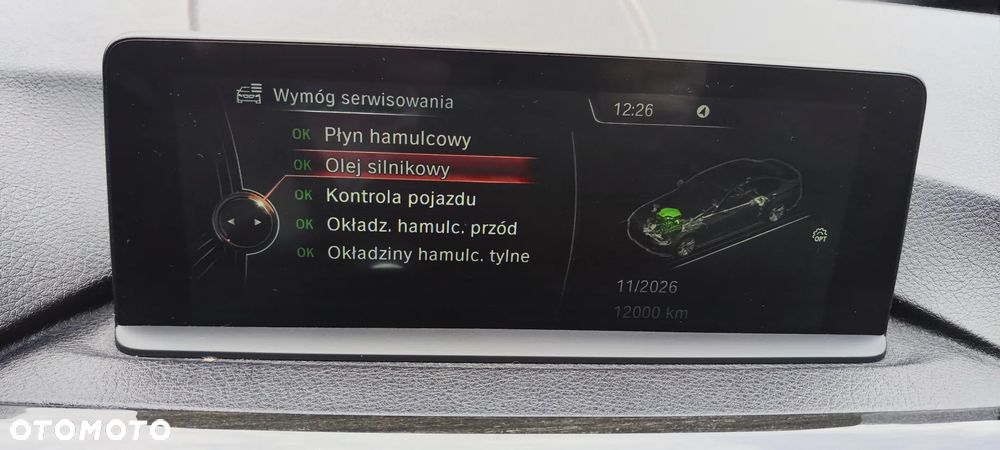 Wymóg serwisowania
12:26
OK Płyn hamulcowy
OK Olej silnikowy
OK Kontrola pojazdu
OK Okładz. hamulc. przód
OK Okładziny hamulc. tylne
OPT
11/2026
12000 km
OTOMOTO